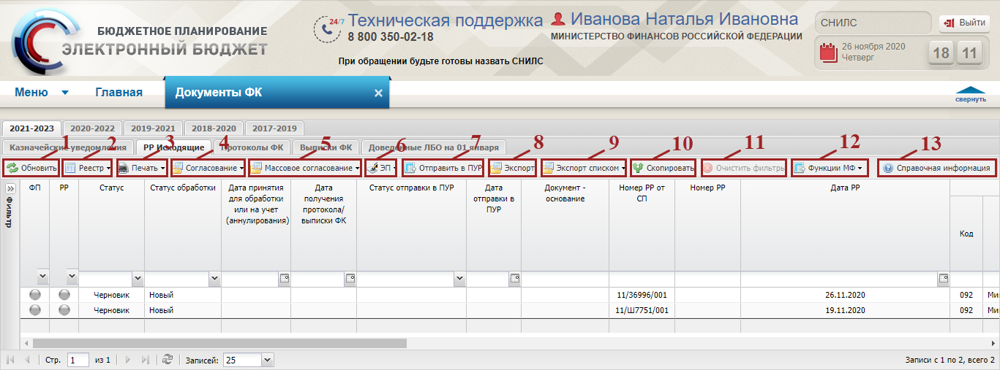 БЮДЖЕТНОЕ ПЛАНИРОВАНИЕ
ЭЛЕКТРОННЫЙ БЮДЖЕТ
24/7 Техническая поддержка
8 800 350-02-18
При обращении будьте готовы назвать СНИЛС
Иванова Наталья Ивановна
МИНИСТЕРСТВО ФИНАНСОВ РОССИЙСКОЙ ФЕДЕРАЦИИ
СНИЛС
Выйти
26 ноября 2020
Четверг
18 11
Меню Главная Документы ФК
свернуть
2021-2023 2020-2022 2019-2021 2018-2020 2017-2019
Казначейские уведомления РР Исходящие Протоколы ФК Выписки ФК Доведенные ЛБО на 01 января
1 2 3 4 5 6 7 8 9 10 11 12 13
Обновить Реестр Печать Согласование Массовое согласование ЭП Отправить в ПУР Экспорт Экспорт списком Скопировать Очистить фильтры Функции МФ Справочная информация
Фильтр
ФП
РР
Статус
Статус обработки
Дата принятия
для обработки
или на учет
(аннулирования)
Дата
получения
протокола/
выписки ФК
Статус отправки в ПУР
Дата
отправки в
ПУР
Документ -
основание
Номер РР от
СП
Номер РР
Дата РР
Код
Черновик Новый 11/36996/001 26.11.2020 092 Ми
Черновик Новый 11/Ш7751/001 19.11.2020 092 Ми
Стр. 1 из 1 Записей: 25
Записи с 1 по 2, всего 2